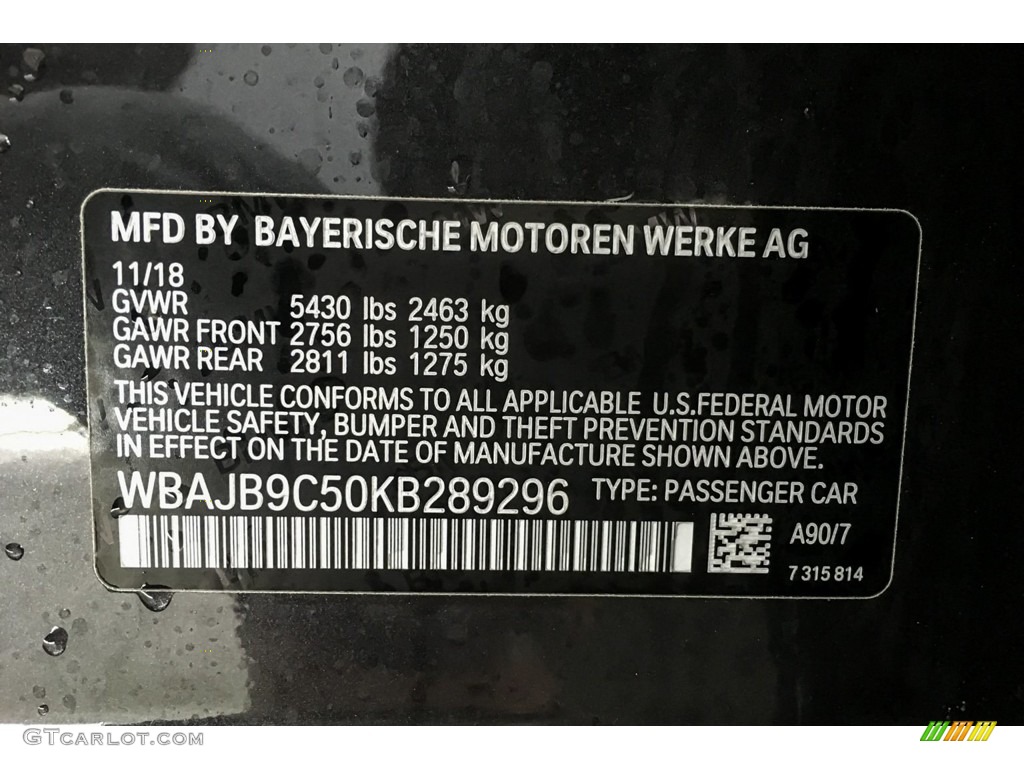 MFD BY BAYERISCHE MOTOREN WERKE AG
11/18
GVWR 5430 lbs 2463 kg
GAWR FRONT 2756 lbs 1250 kg
GAWR REAR 2811 lbs 1275 kg
THIS VEHICLE CONFORMS TO ALL APPLICABLE U.S.FEDERAL MOTOR
VEHICLE SAFETY, BUMPER AND THEFT PREVENTION STANDARDS
IN EFFECT ON THE DATE OF MANUFACTURE SHOWN ABOVE.
WBAJB9C50KB289296 TYPE: PASSENGER CAR
A90/7
7 315 814
GTCARLOT.COM